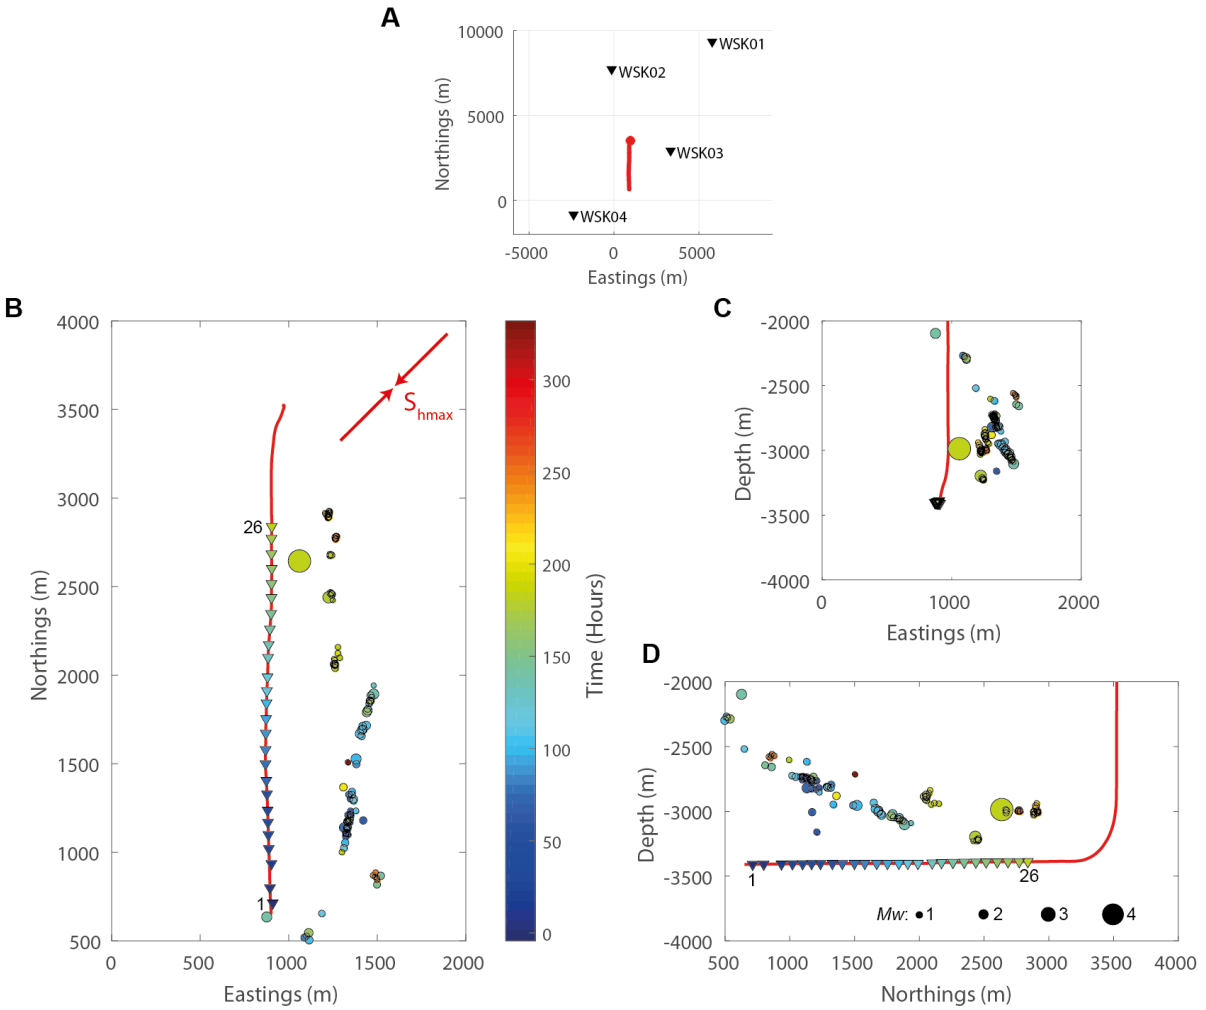 A
10000
5000
0
Northings (m)
WSK01
WSK02
WSK03
WSK04
-5000 0 5000
Eastings (m)
B
4000
3500
3000
2500
2000
1500
1000
500
Northings (m)
Shmax
26
1
0 500 1000 1500 2000
Eastings (m)
300
250
200
150
100
50
0
Time (Hours)
C
-2000
-2500
-3000
-3500
-4000
Depth (m)
0 1000 2000
Eastings (m)
D
-2000
-2500
-3000
-3500
-4000
Depth (m)
1
26
Mw: 1 2 3 4
500 1000 1500 2000 2500 3000 3500 4000
Northings (m)